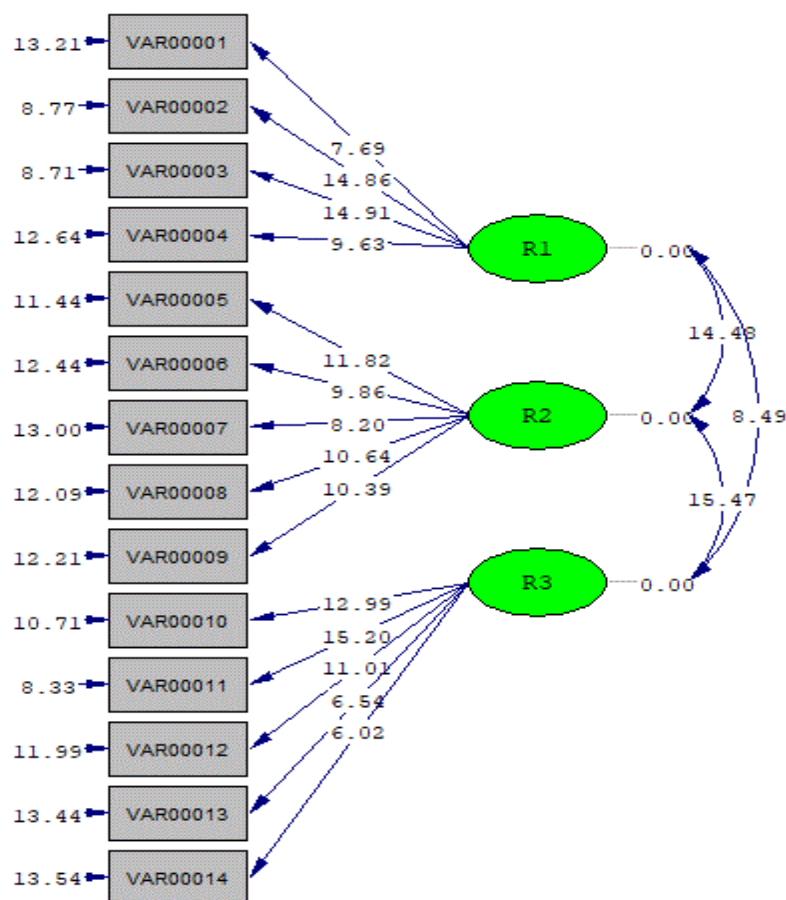 13.21 VAR00001
8.77 VAR00002 7.69
8.71 VAR00003 14.86
14.91
12.64 VAR00004 9.63 R1 0.00
11.44 VAR00005 14.48
12.44 VAR00006 11.82
9.86
13.00 VAR00007 8.20 R2 0.00 8.49
10.64
12.09 VAR00008 10.39 15.47
12.21 VAR00009
R3 0.00
10.71 VAR00010 12.99
15.20
8.33 VAR00011 11.01
6.54
11.99 VAR00012 6.02
13.44 VAR00013
13.54 VAR00014